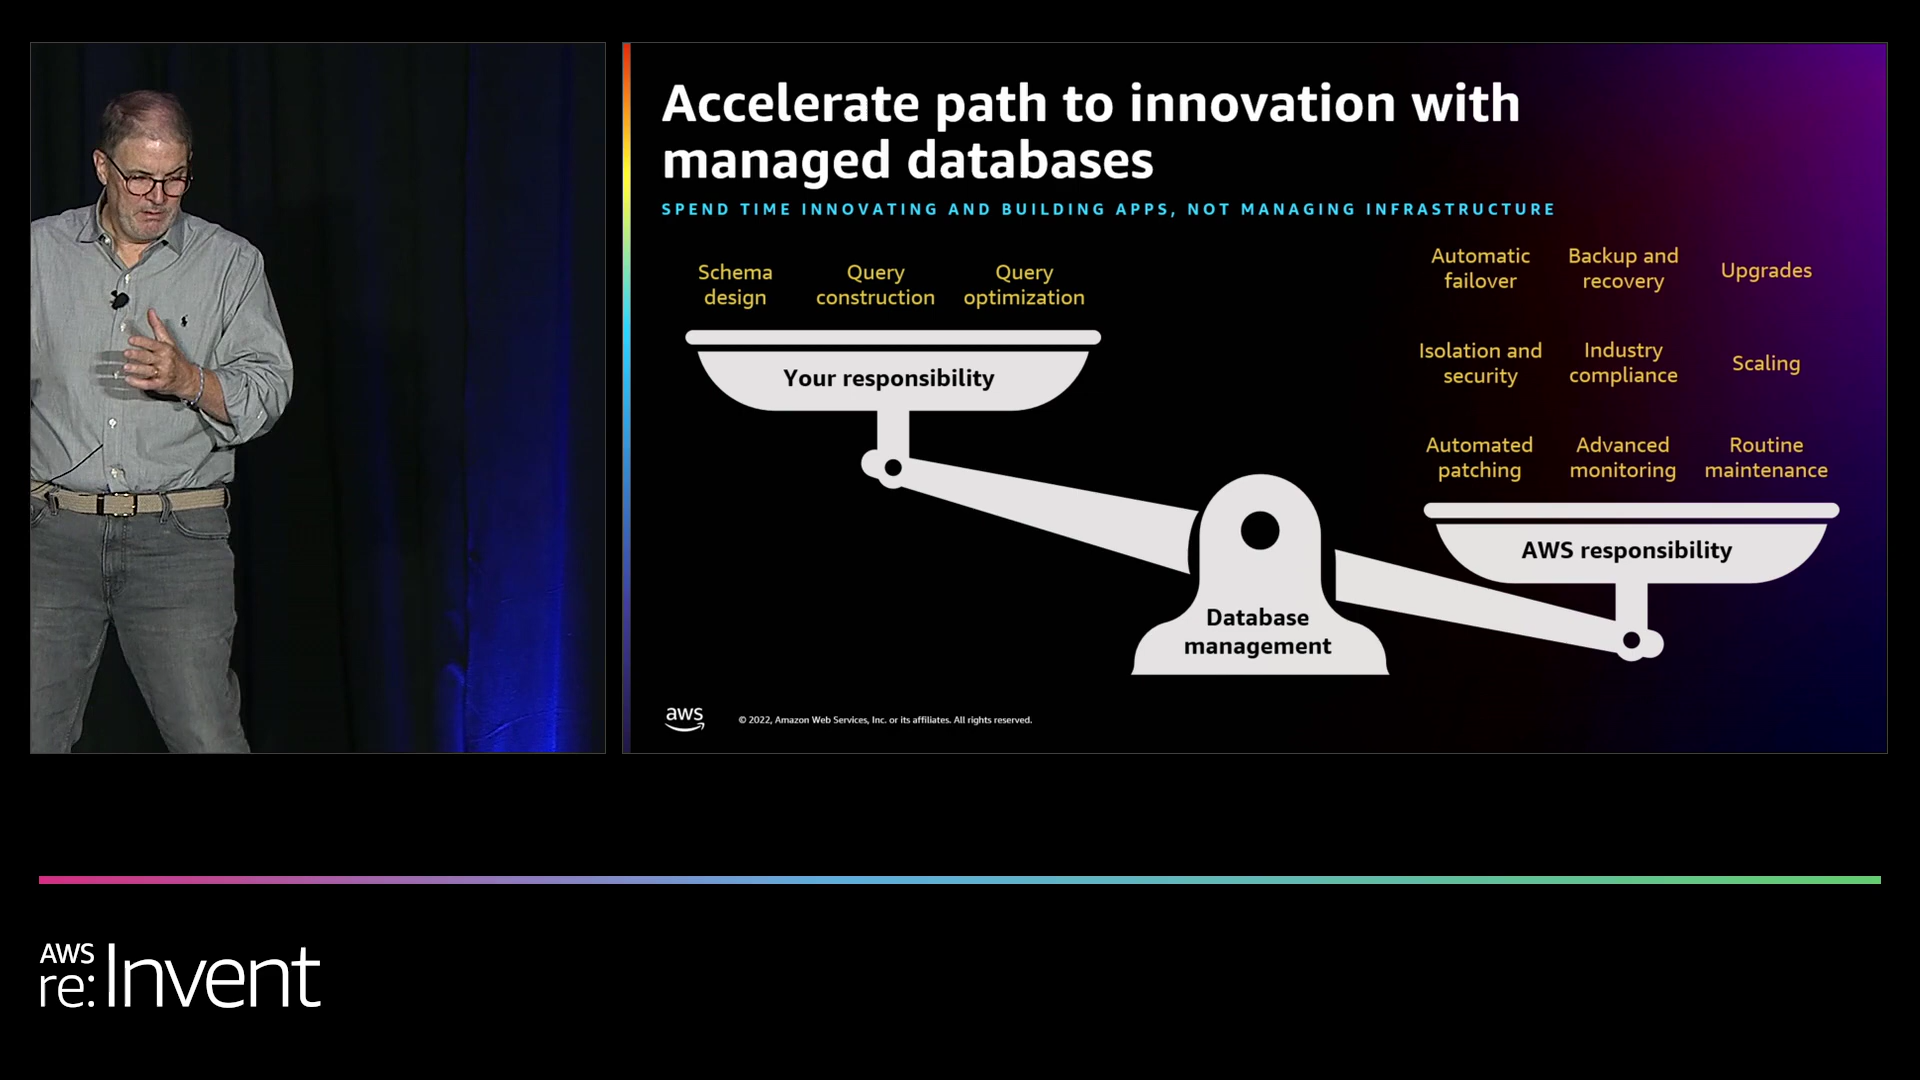 Accelerate path to innovation with
managed databases
SPEND TIME INNOVATING AND BUILDING APPS, NOT MANAGING INFRASTRUCTURE
Schema
design
Query
construction
Query
optimization
Your responsibility
Automatic
failover
Backup and
recovery
Upgrades
Isolation and
security
Industry
compliance
Scaling
Automated
patching
Advanced
monitoring
Routine
maintenance
AWS responsibility
Database
management
aws
© 2022, Amazon Web Services, Inc. or its affiliates. All rights reserved.
AWS
re:Invent